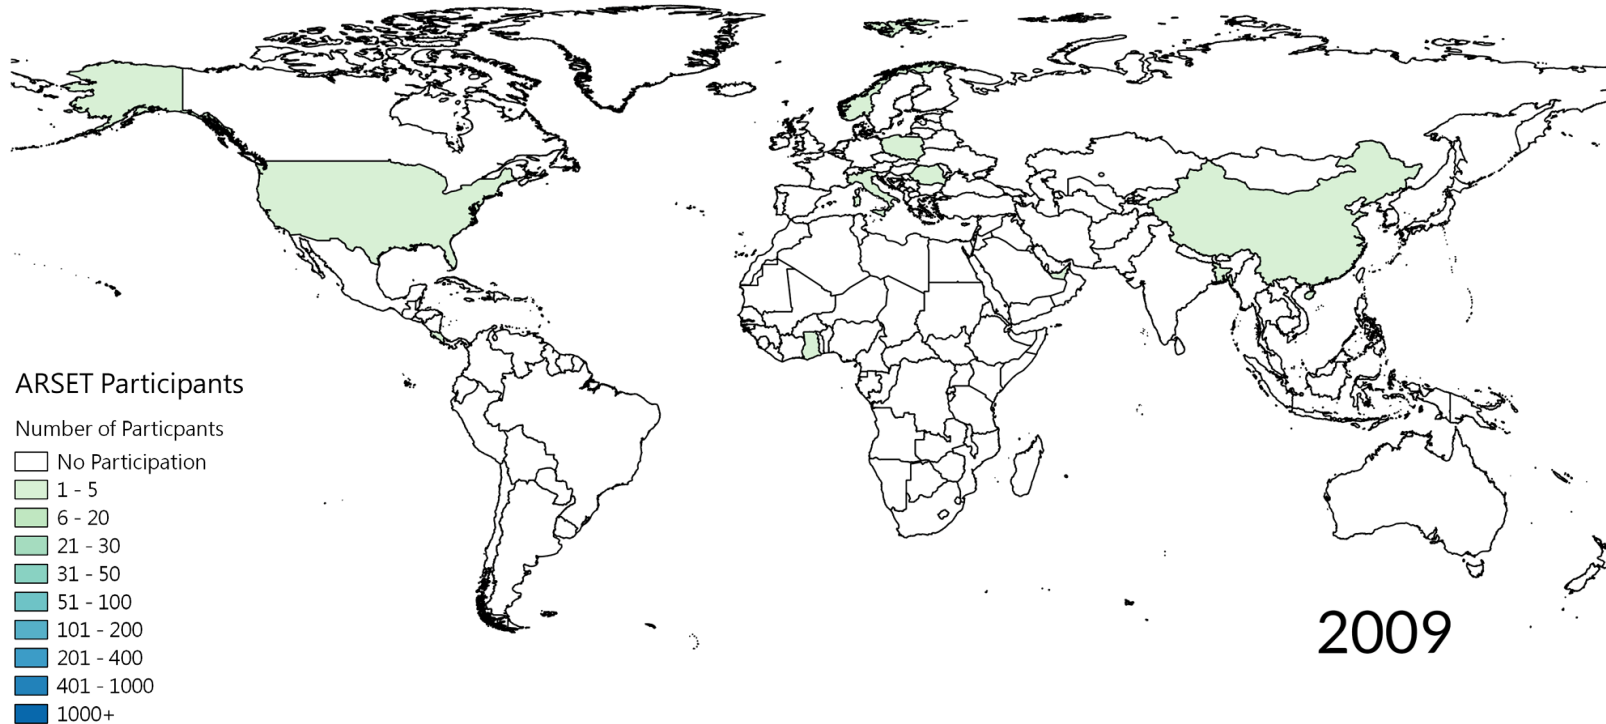 ARSET Participants
Number of Particpants
No Participation
1 - 5
6 - 20
21 - 30
31 - 50
51 - 100
101 - 200
201 - 400
401 - 1000
1000+
2009